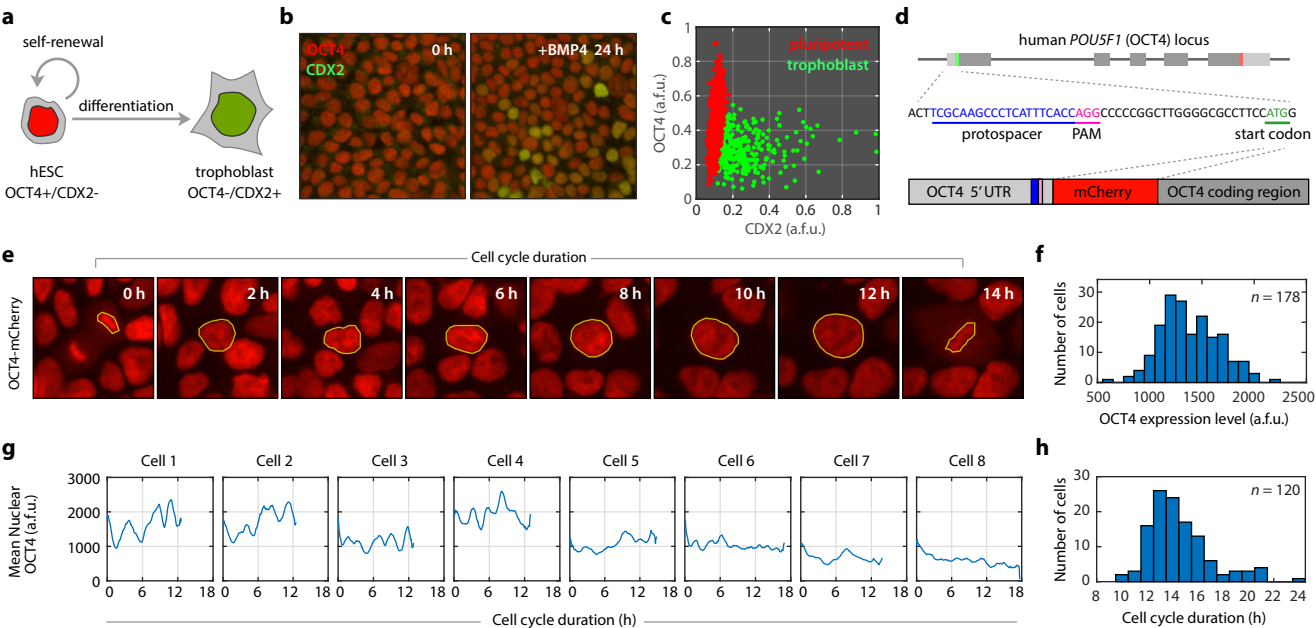 a
self-renewal
differentiation
hESC
OCT4+/CDX2-
trophoblast
OCT4-/CDX2+
b
OCT4
CDX2
0 h
+BMP4 24 h
c
pluripotent
trophoblast
OCT4 (a.f.u.)
1
0.8
0.6
0.4
0.2
0
0 0.2 0.4 0.6 0.8 1
CDX2 (a.f.u.)
d
human POU5F1 (OCT4) locus
ACTTCGCAAGCCCTCATTTCACCAGGCCCCCGGCTTGGGGCGCCTTCCATGG
protospacer PAM start codon
OCT4 5' UTR mCherry OCT4 coding region
e
Cell cycle duration
OCT4-mCherry
0 h 2 h 4 h 6 h 8 h 10 h 12 h 14 h
f
n = 178
Number of cells
30
20
10
0
500 1000 1500 2000 2500
OCT4 expression level (a.f.u.)
g
Cell 1 Cell 2 Cell 3 Cell 4 Cell 5 Cell 6 Cell 7 Cell 8
Mean Nuclear
OCT4 (a.f.u.)
3000
2000
1000
0
0 6 12 18 0 6 12 18 0 6 12 18 0 6 12 18 0 6 12 18 0 6 12 18 0 6 12 18 0 6 12 18
Cell cycle duration (h)
h
n = 120
Number of cells
30
20
10
0
8 10 12 14 16 18 20 22 24
Cell cycle duration (h)